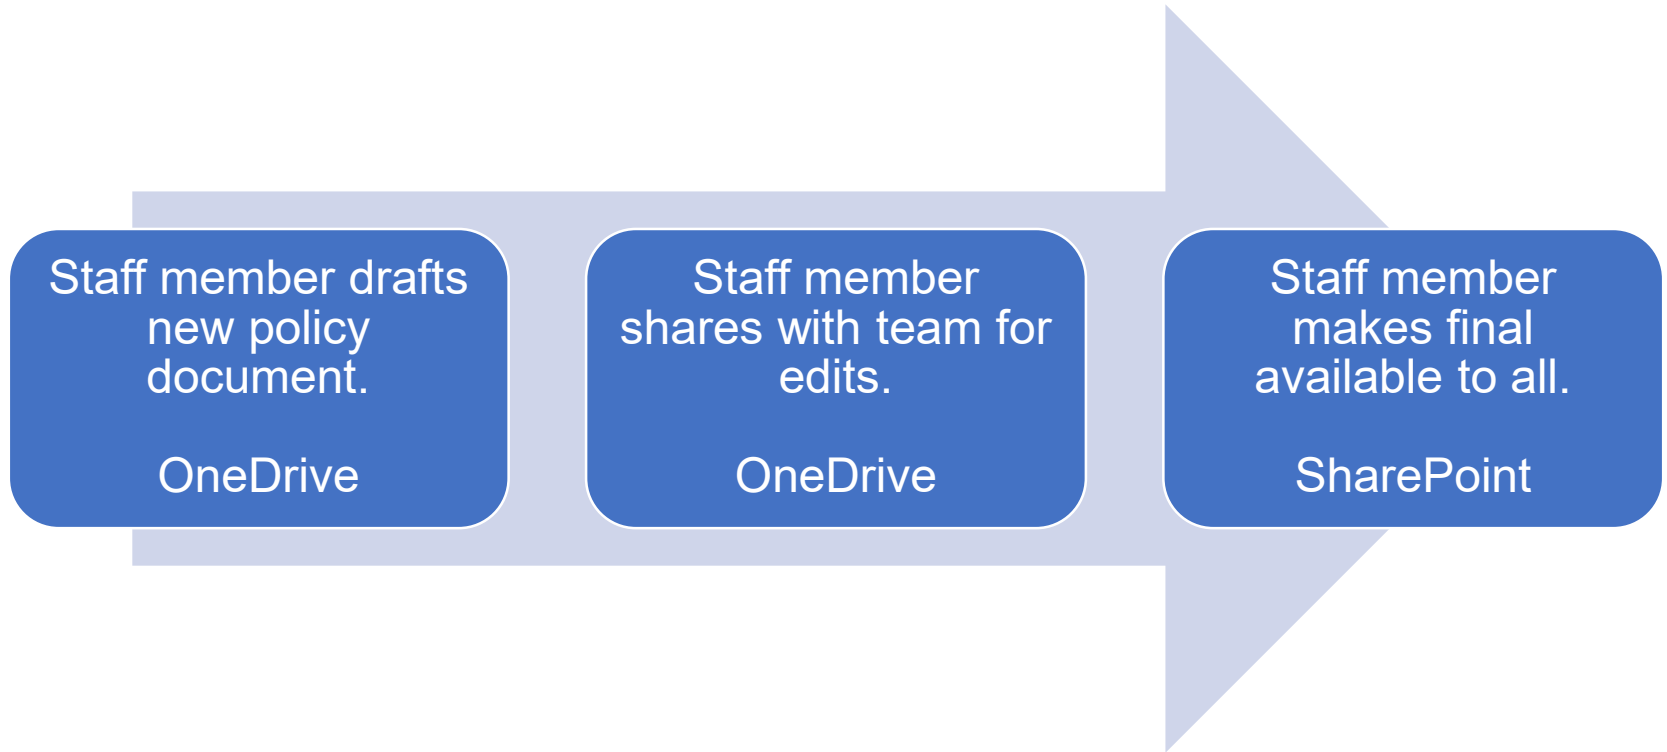 Staff member drafts
new policy
document.
OneDrive
Staff member
shares with team for
edits.
OneDrive
Staff member
makes final
available to all.
SharePoint